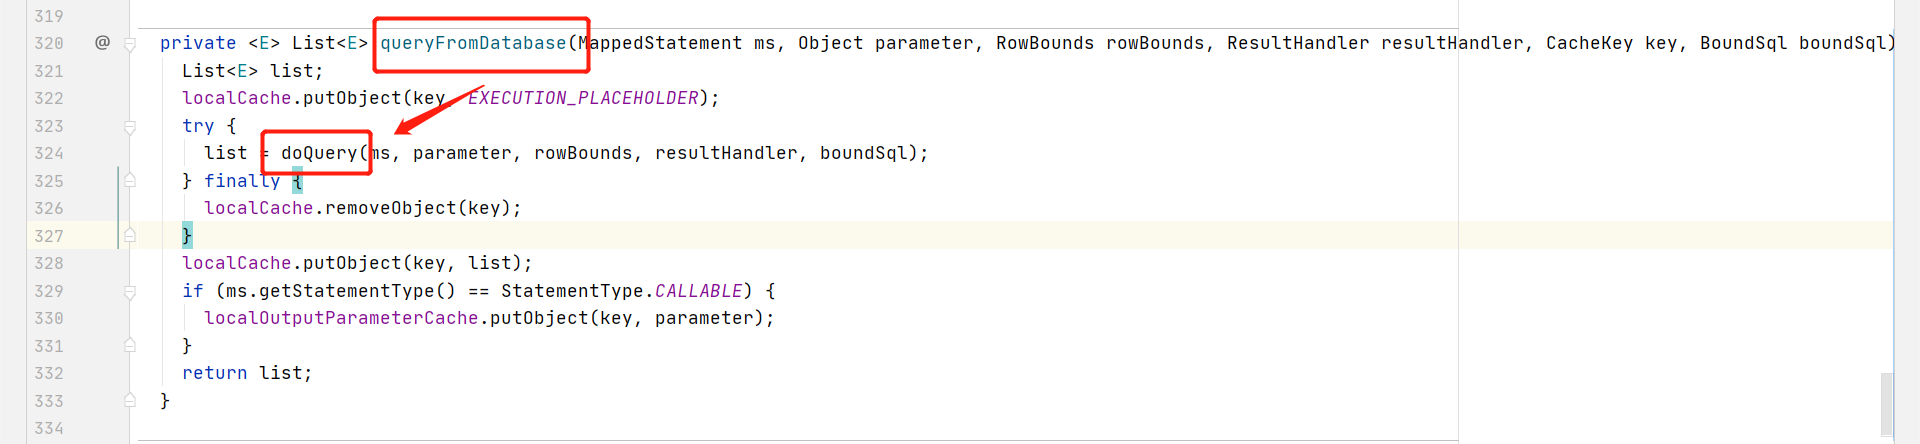 319
320 @ private <E> List<E> queryFromDatabase(MappedStatement ms, Object parameter, RowBounds rowBounds, ResultHandler resultHandler, CacheKey key, BoundSql boundSql)
321 List<E> list;
322 localCache.putObject(key, EXECUTION_PLACEHOLDER);
323 try {
324 list = doQuery(ms, parameter, rowBounds, resultHandler, boundSql);
325 } finally {
326 localCache.removeObject(key);
327 }
328 localCache.putObject(key, list);
329 if (ms.getStatementType() == StatementType.CALLABLE) {
330 localOutputParameterCache.putObject(key, parameter);
331 }
332 return list;
333 }
334